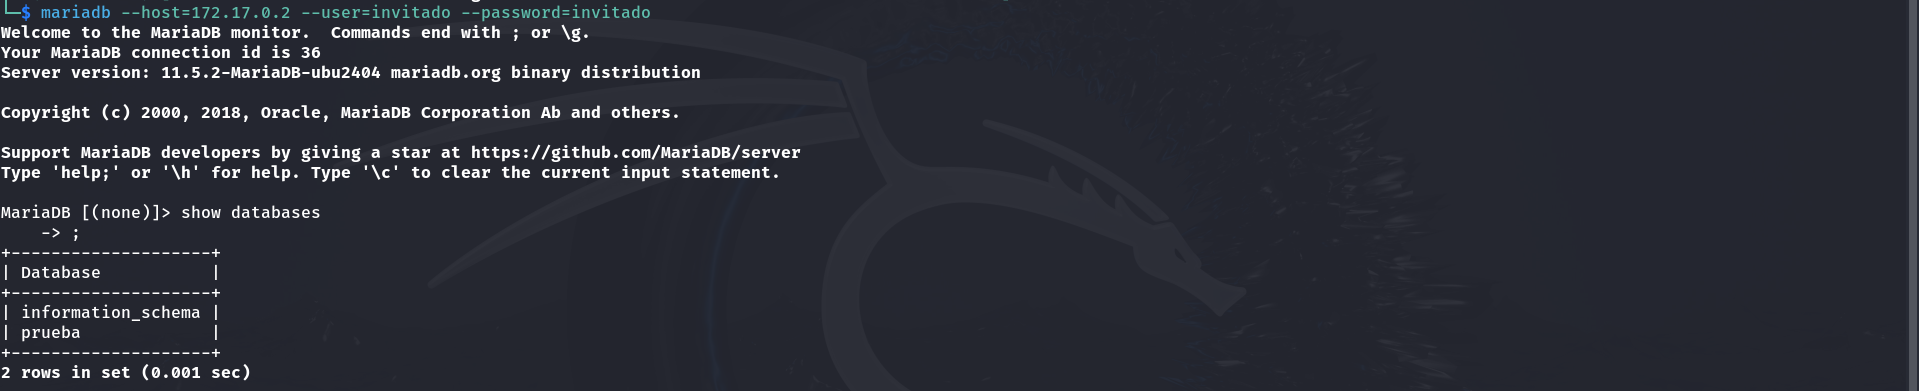 └─$ mariadb --host=172.17.0.2 --user=invitado --password=invitado
Welcome to the MariaDB monitor.  Commands end with ; or \g.
Your MariaDB connection id is 36
Server version: 11.5.2-MariaDB-ubu2404 mariadb.org binary distribution

Copyright (c) 2000, 2018, Oracle, MariaDB Corporation Ab and others.

Support MariaDB developers by giving a star at https://github.com/MariaDB/server
Type 'help;' or '\h' for help. Type '\c' to clear the current input statement.

MariaDB [(none)]> show databases
    -> ;
+--------------------+
| Database           |
+--------------------+
| information_schema |
| prueba             |
+--------------------+
2 rows in set (0.001 sec)